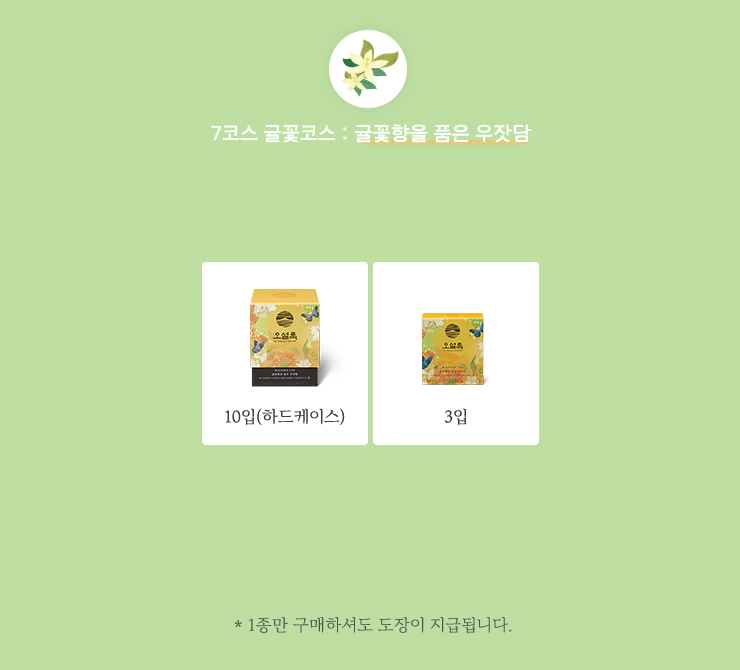 7코스 귤꽃코스 : 귤꽃향을 품은 우잣담
오설록
오설록
10입(하드케이스)
3입
* 1종만 구매하셔도 도장이 지급됩니다.